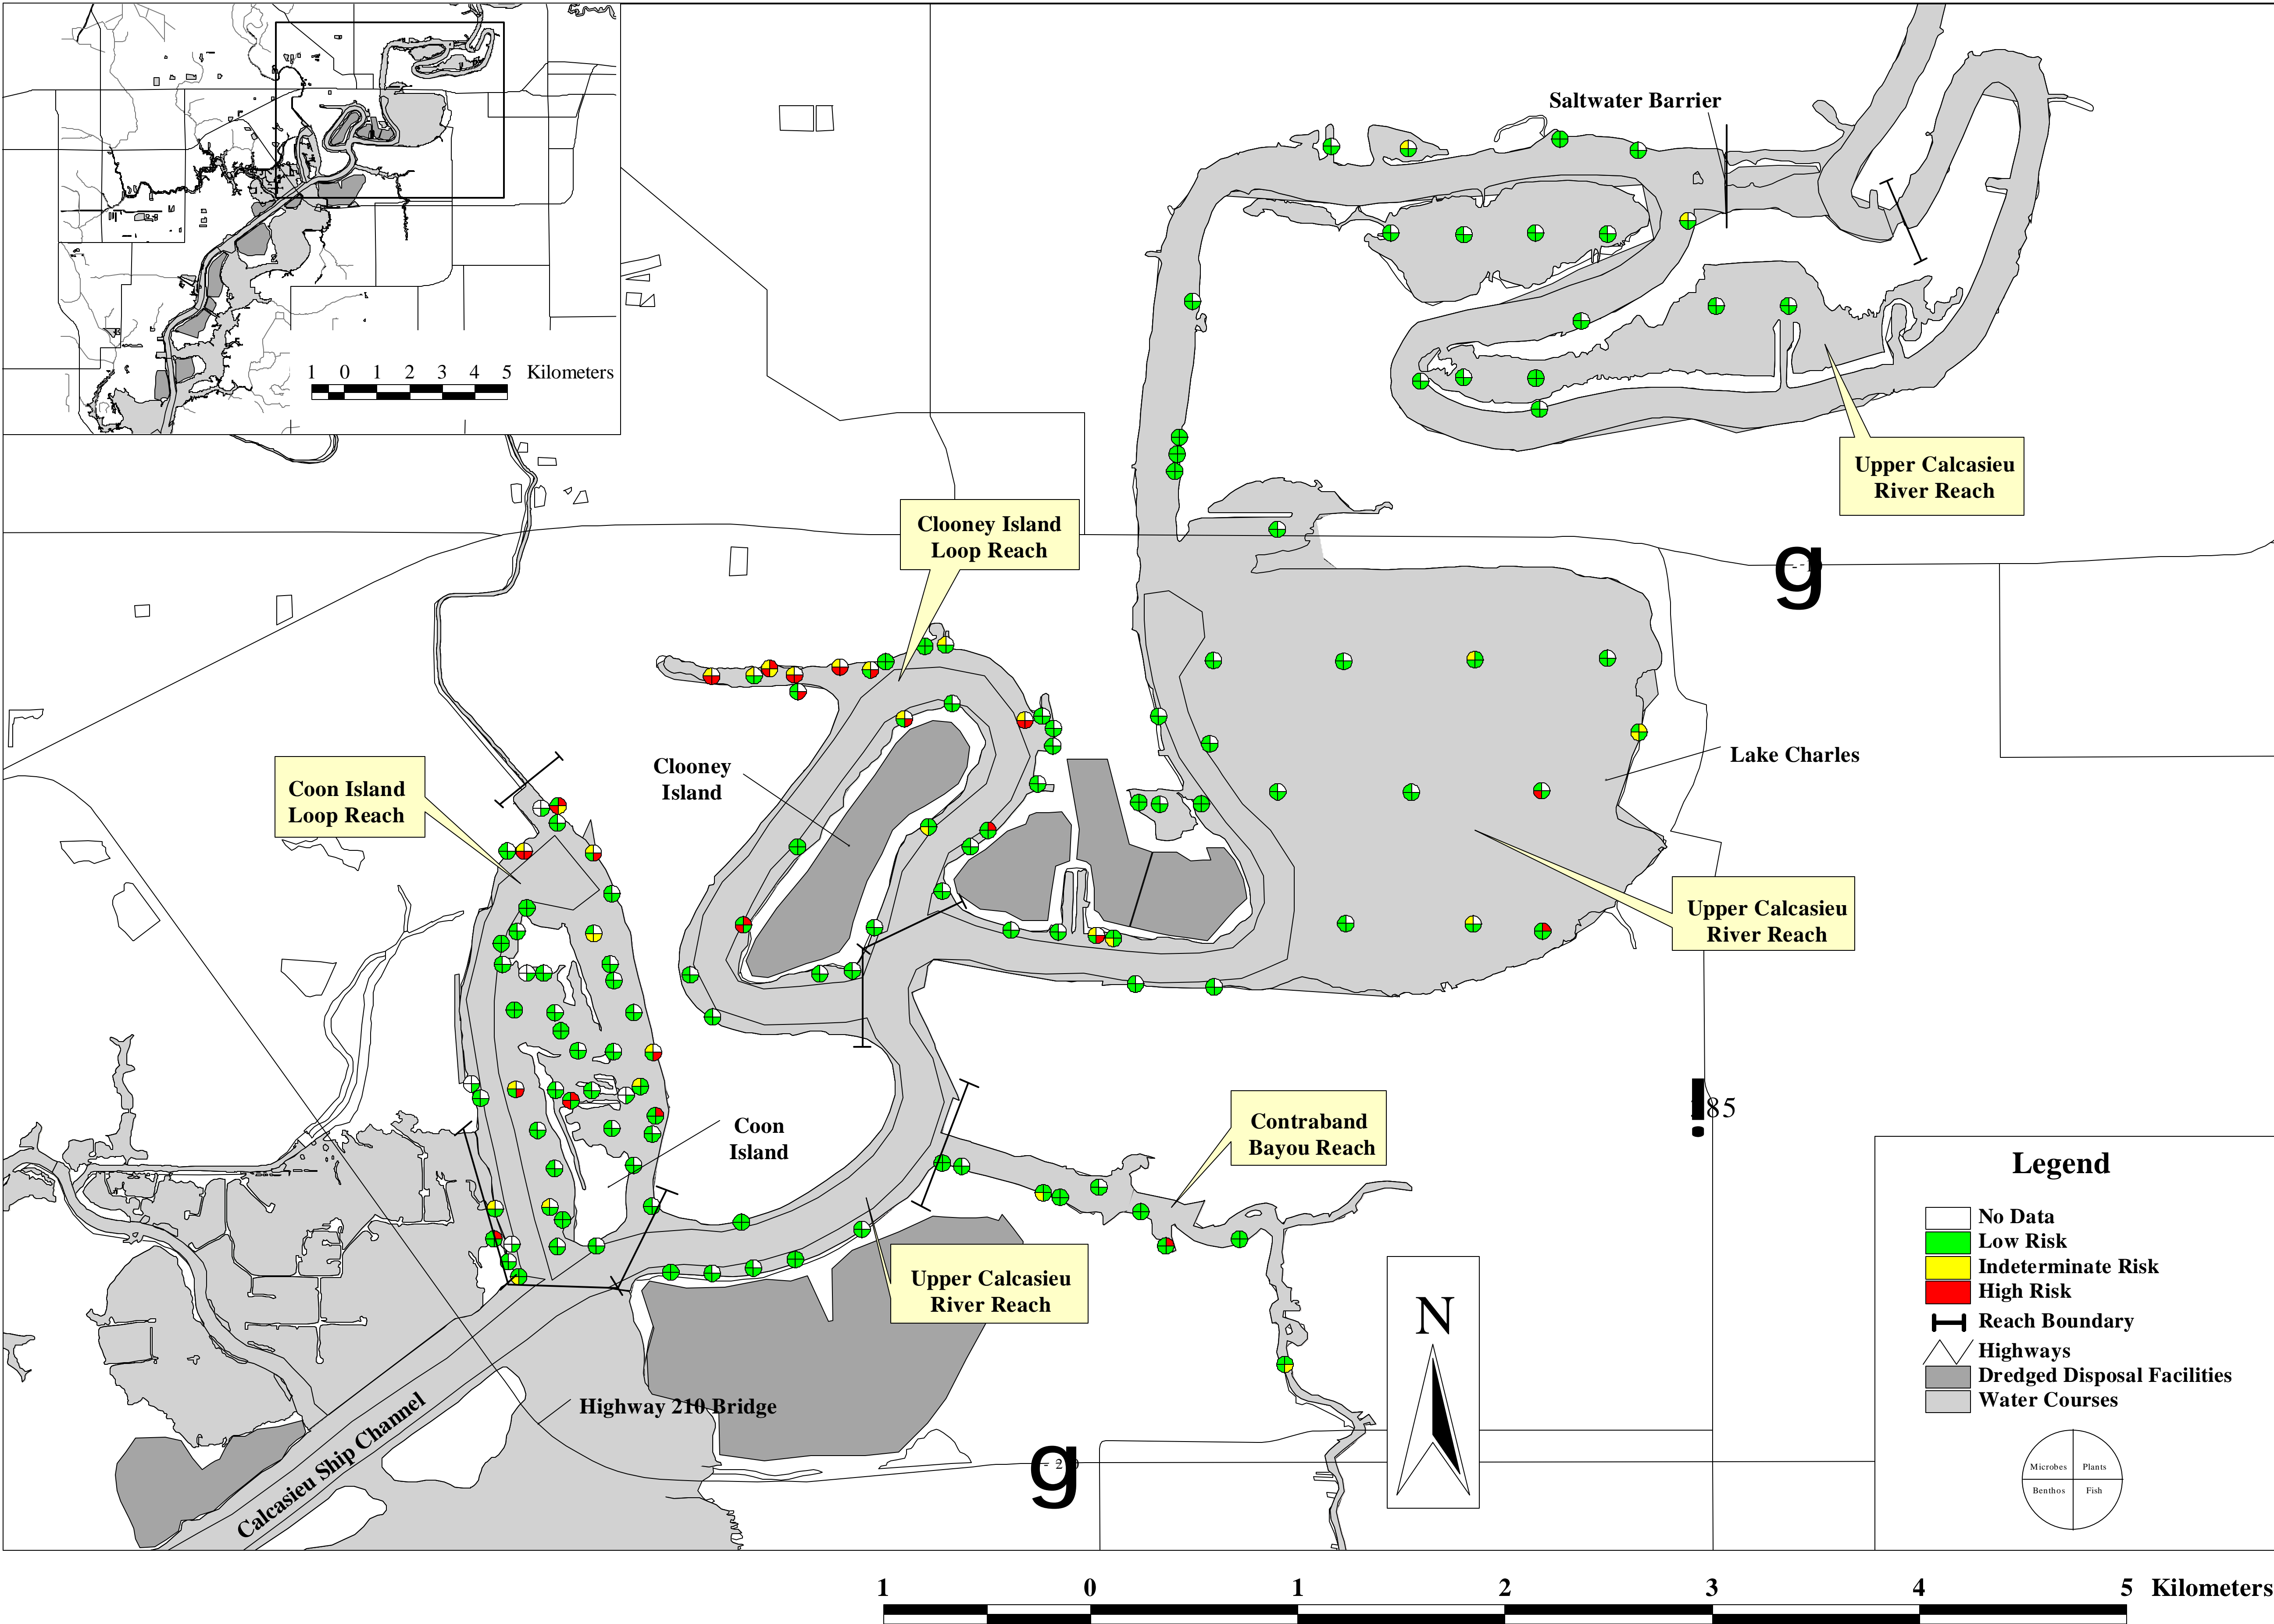 1 0 1 2 3 4 5 Kilometers
Saltwater Barrier
Upper Calcasieu
River Reach
Clooney Island
Loop Reach
g
Lake Charles
Clooney
Island
Coon Island
Loop Reach
Upper Calcasieu
River Reach
85
Coon
Island
Contraband
Bayou Reach
Upper Calcasieu
River Reach
Highway 210 Bridge
Calcasieu Ship Channel
g
N
Legend
No Data
Low Risk
Indeterminate Risk
High Risk
Reach Boundary
Highways
Dredged Disposal Facilities
Water Courses
Microbes Plants
Benthos Fish
1 0 1 2 3 4 5 Kilometers